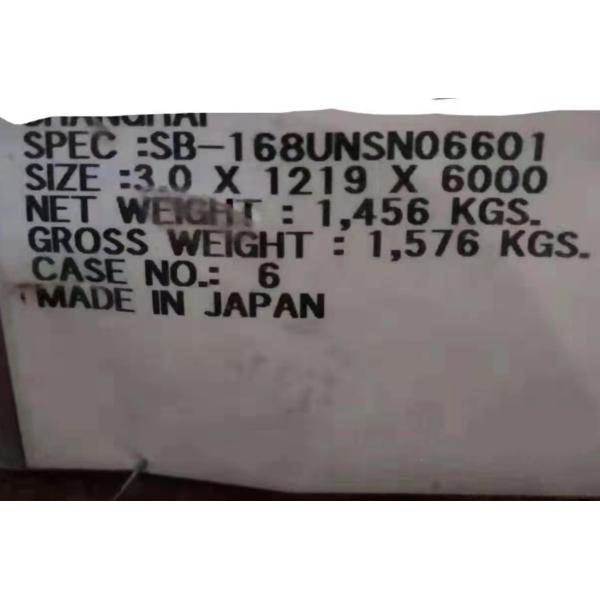 SHANGHAI
SPEC :SB-168UNSN06601
SIZE :3.0 X 1219 X 6000
NET WEIGHT : 1,456 KGS.
GROSS WEIGHT : 1,576 KGS.
CASE NO.: 6
MADE IN JAPAN